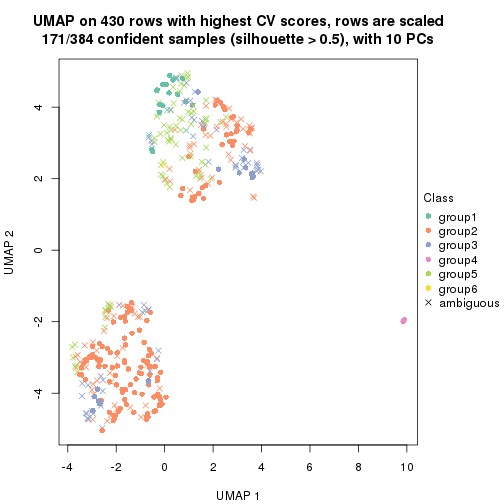 UMAP on 430 rows with highest CV scores, rows are scaled
171/384 confident samples (silhouette > 0.5), with 10 PCs
4
2
0
-2
-4
UMAP 2
-4
-2
0
2
4
6
8
10
UMAP 1
Class
group1
group2
group3
group4
group5
group6
ambiguous